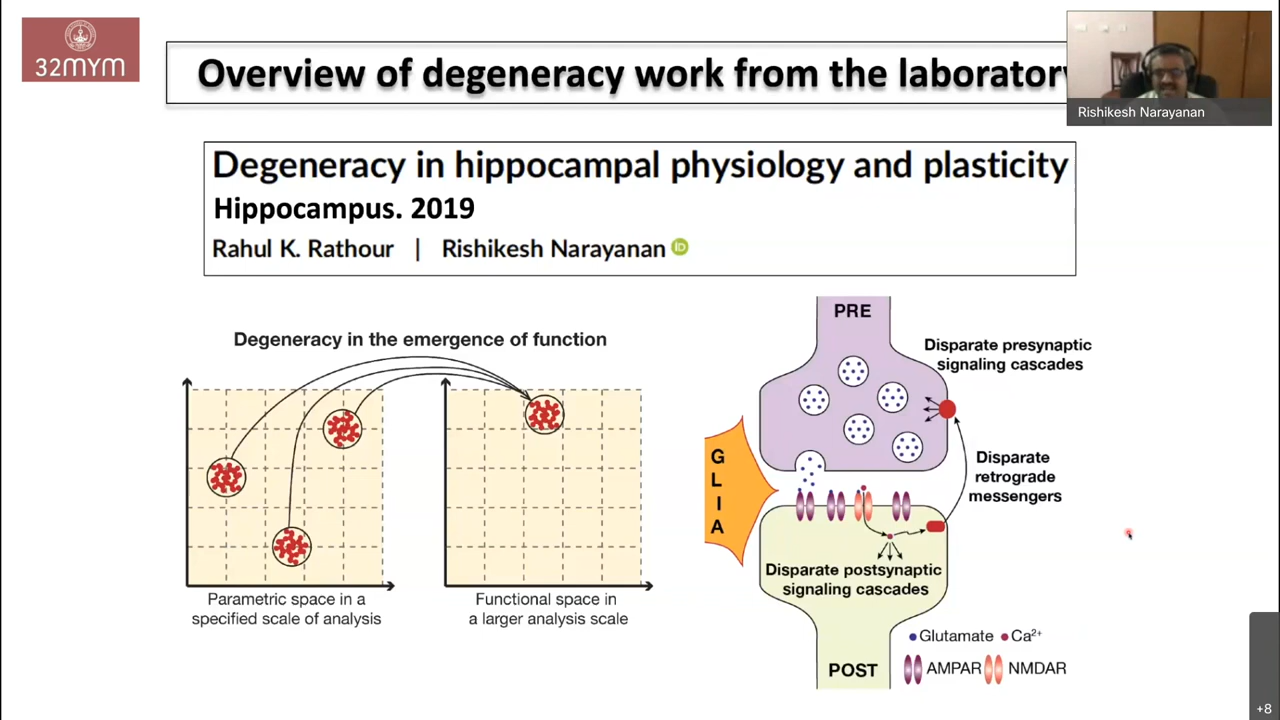 32MYM
Overview of degeneracy work from the laborator
Rishikesh Narayanan
Degeneracy in hippocampal physiology and plasticity
Hippocampus. 2019
Rahul K. Rathour | Rishikesh Narayanan iD
Degeneracy in the emergence of function
Parametric space in a
specified scale of analysis
Functional space in
a larger analysis scale
PRE
Disparate presynaptic
signaling cascades
GLIA
Disparate
retrograde
messengers
Disparate postsynaptic
signaling cascades
POST
Glutamate Ca²⁺
AMPAR NMDAR
+8